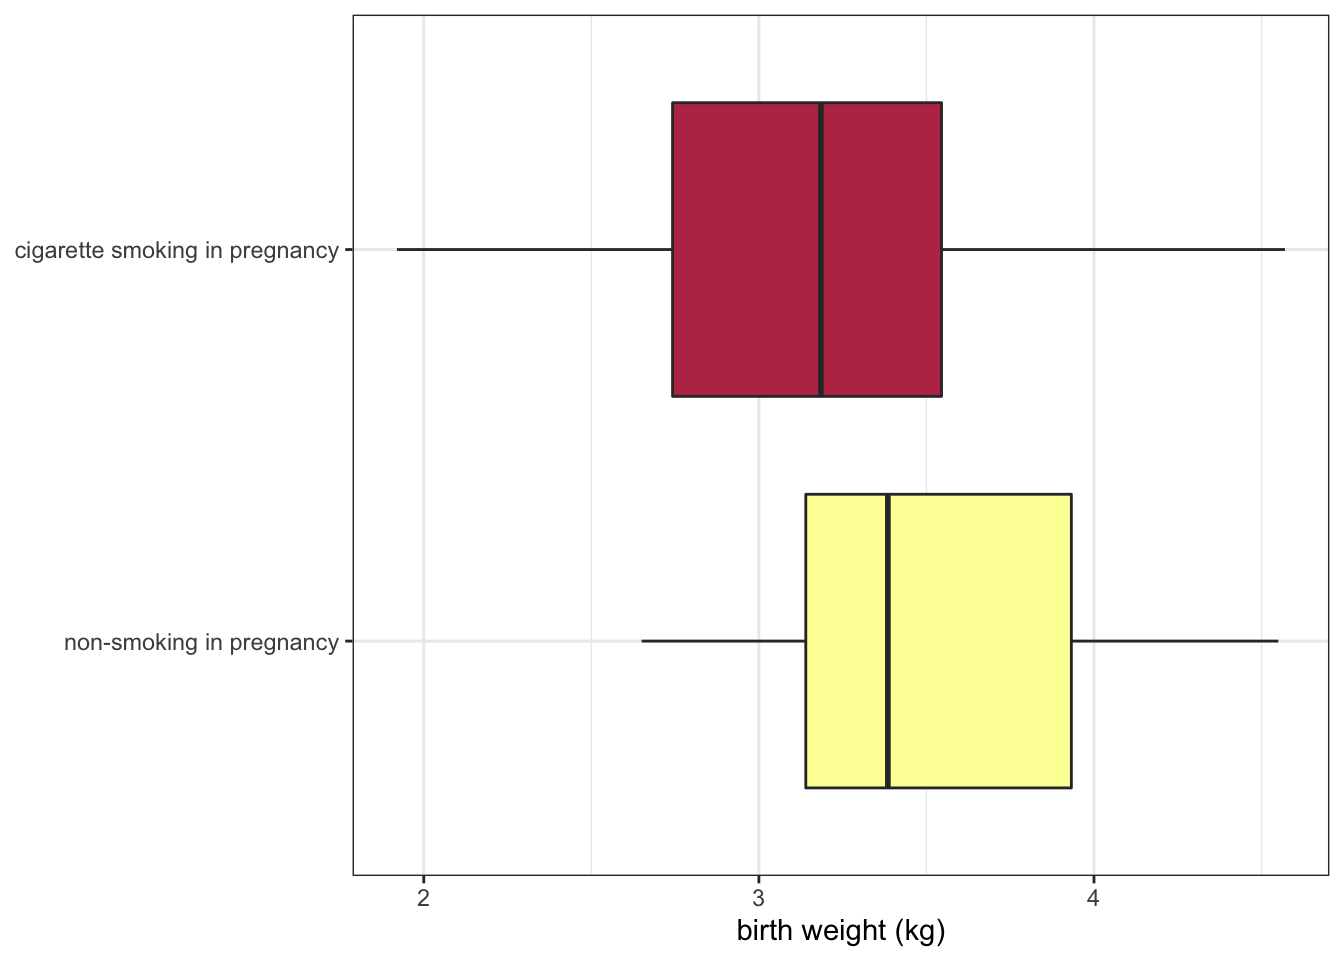 cigarette smoking in pregnancy
non-smoking in pregnancy
2 3 4
birth weight (kg)